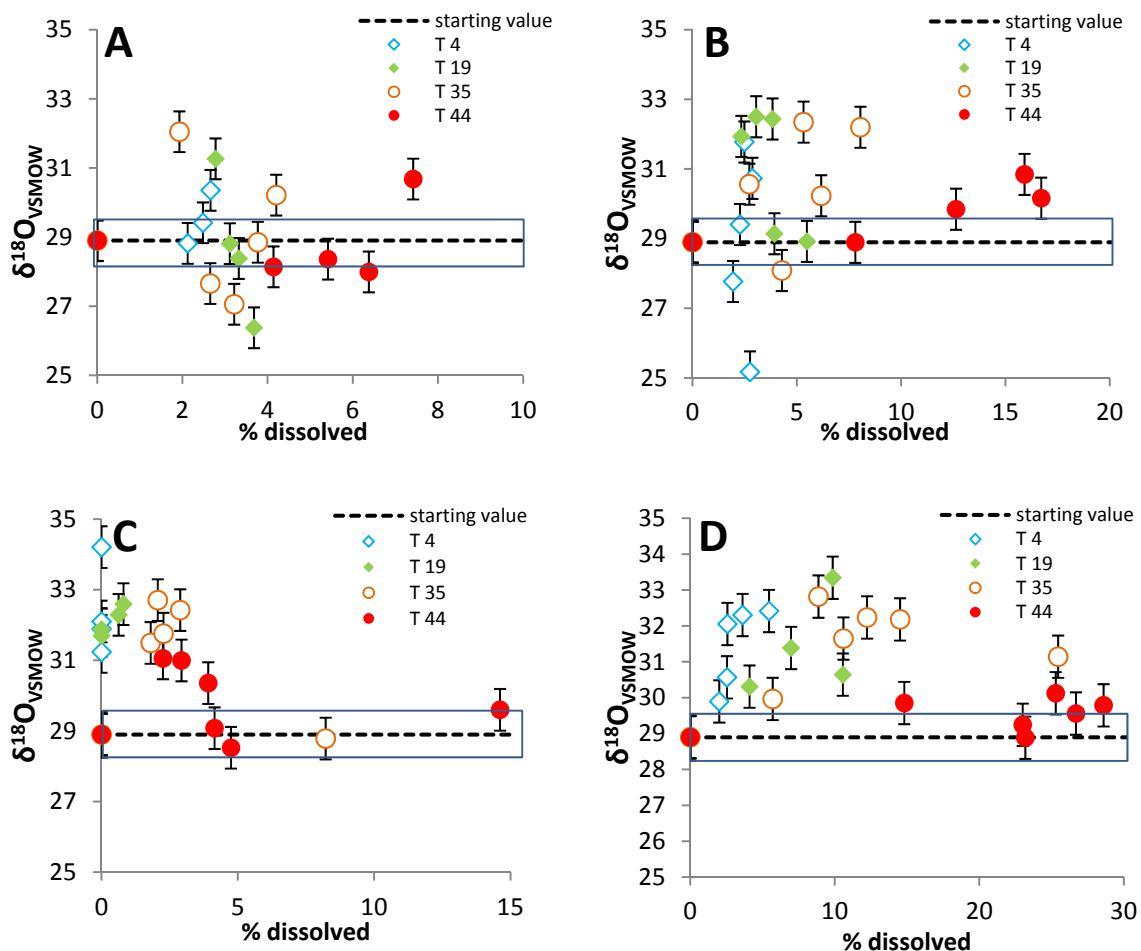 A
starting value
T 4
T 19
T 35
T 44
35
33
31
29
27
25
δ18OVSMOW
0 2 4 6 8 10
% dissolved
B
starting value
T 4
T 19
T 35
T 44
35
33
31
29
27
25
δ18OVSMOW
0 5 10 15 20
% dissolved
C
starting value
T 4
T 19
T 35
T 44
35
33
31
29
27
25
δ18OVSMOW
0 5 10 15
% dissolved
D
starting value
T 4
T 19
T 35
T 44
35
34
33
32
31
30
29
28
27
26
25
δ18OVSMOW
0 10 20 30
% dissolved